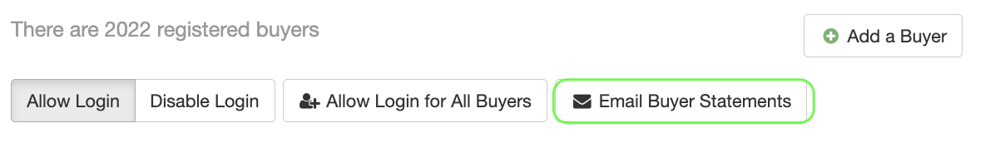 There are 2022 registered buyers
Add a Buyer
Allow Login Disable Login Allow Login for All Buyers Email Buyer Statements